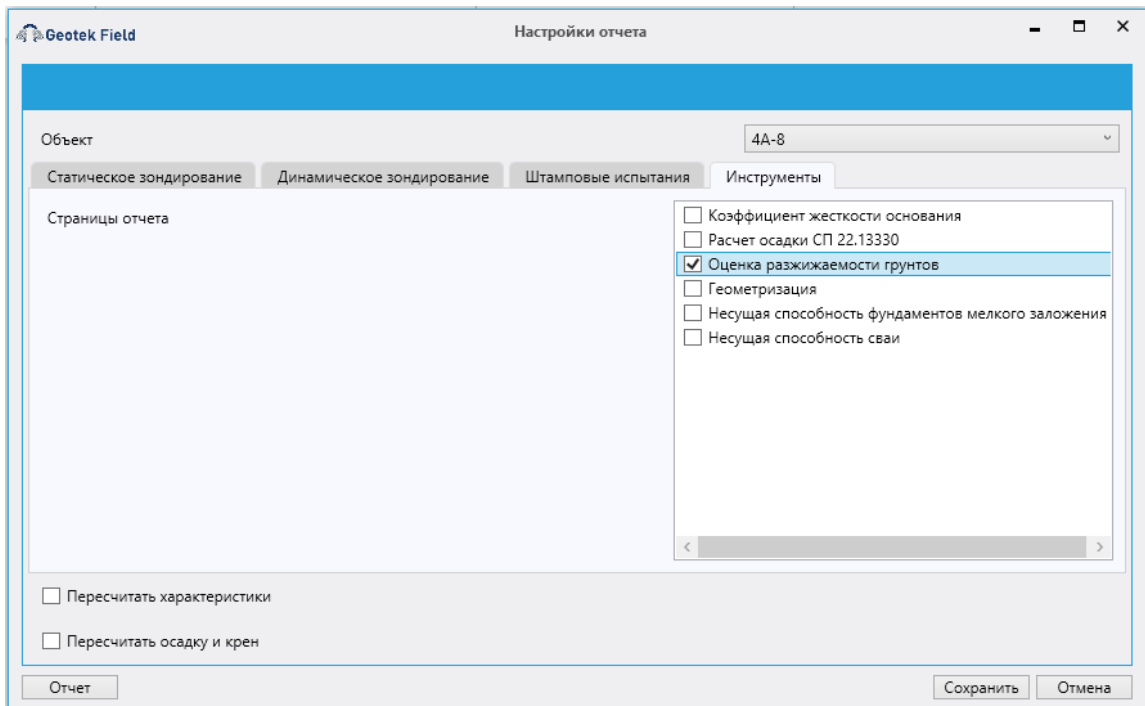 Geotek Field
Настройки отчета
Объект
4А-8
Статическое зондирование
Динамическое зондирование
Штамповые испытания
Инструменты
Страницы отчета
Коэффициент жесткости основания
Расчет осадки СП 22.13330
Оценка разжижаемости грунтов
Геометризация
Несущая способность фундаментов мелкого заложения
Несущая способность сваи
Пересчитать характеристики
Пересчитать осадку и крен
Отчет
Сохранить
Отмена